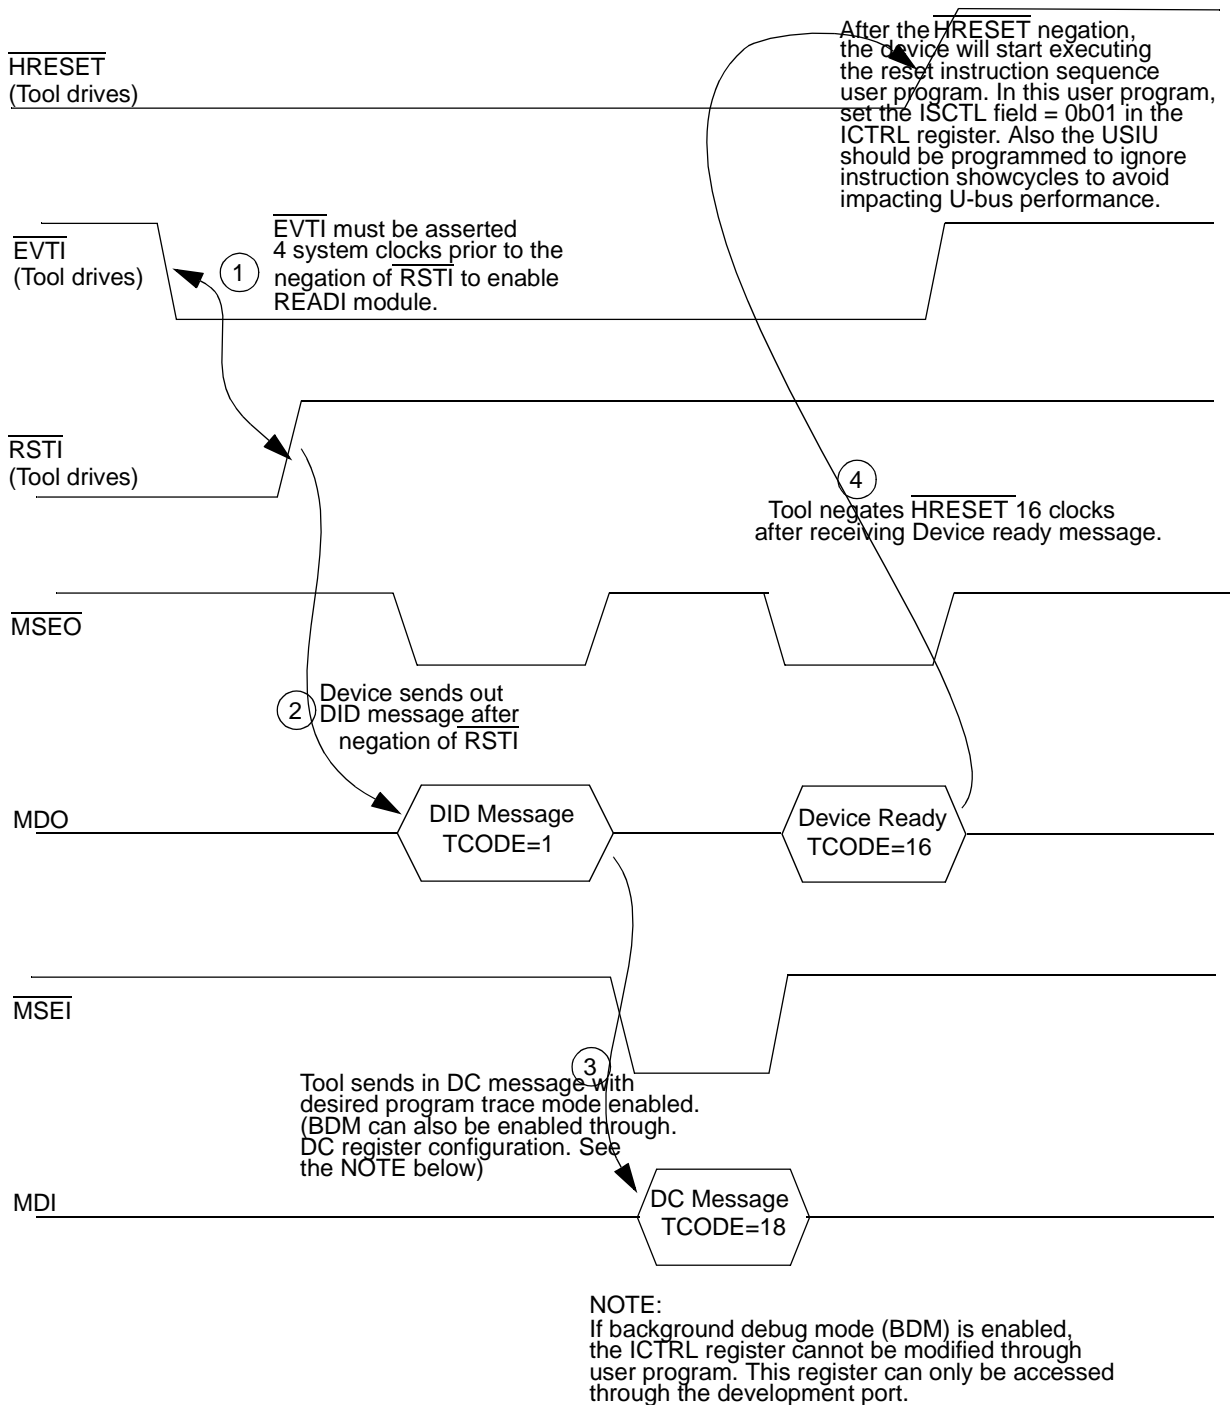 HRESET
(Tool drives)
After the HRESET negation,
the device will start executing
the reset instruction sequence
user program. In this user program,
set the ISCTL field = 0b01 in the
ICTRL register. Also the USIU
should be programmed to ignore
instruction showcycles to avoid
impacting U-bus performance.
EVTI
(Tool drives)
1
EVTI must be asserted
4 system clocks prior to the
negation of RSTI to enable
READI module.
RSTI
(Tool drives)
4
Tool negates HRESET 16 clocks
after receiving Device ready message.
MSEO
2
Device sends out
DID message after
negation of RSTI
MDO
DID Message
TCODE=1
Device Ready
TCODE=16
MSEI
3
Tool sends in DC message with
desired program trace mode enabled.
(BDM can also be enabled through.
DC register configuration. See
the NOTE below)
MDI
DC Message
TCODE=18
NOTE:
If background debug mode (BDM) is enabled,
the ICTRL register cannot be modified through
user program. This register can only be accessed
through the development port.